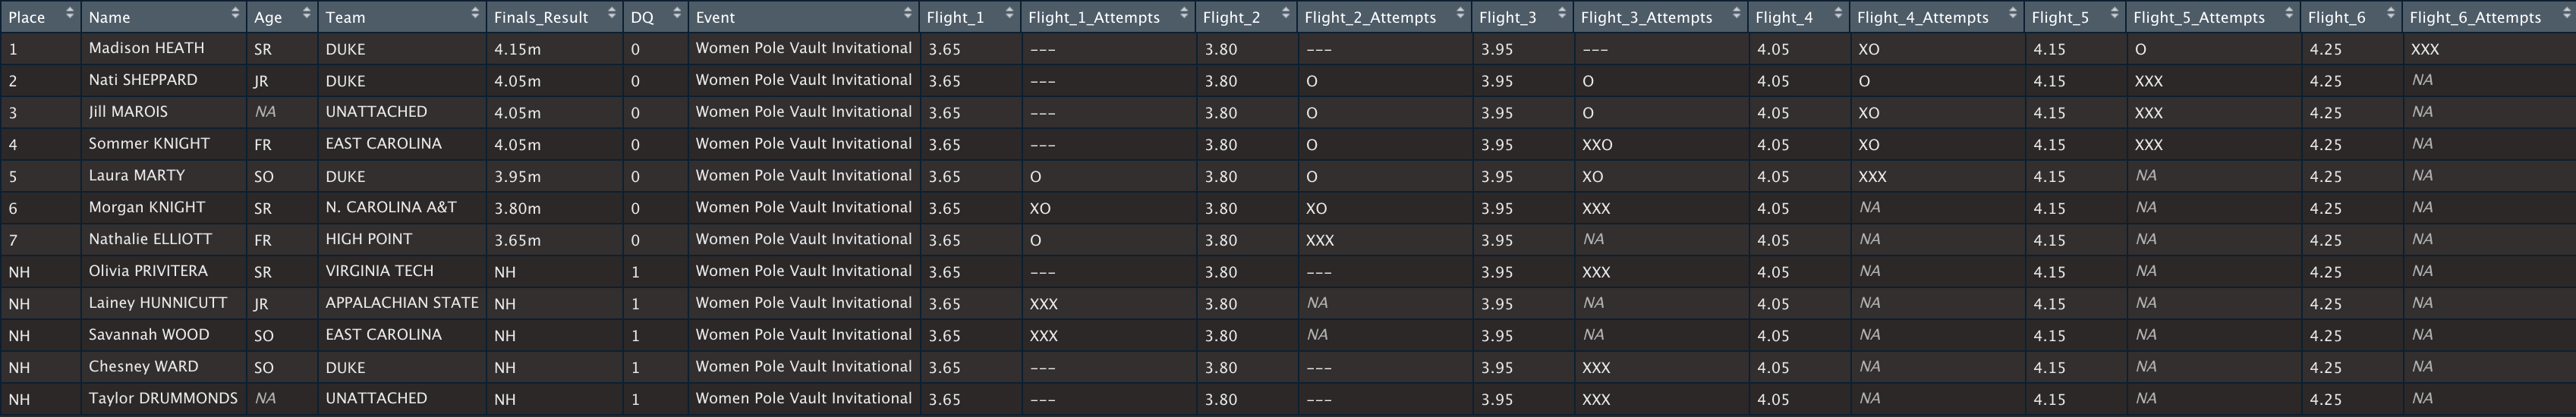 Place Name Age Team Finals_Result DQ Event Flight_1 Flight_1_Attempts Flight_2 Flight_2_Attempts Flight_3 Flight_3_Attempts Flight_4 Flight_4_Attempts Flight_5 Flight_5_Attempts Flight_6 Flight_6_Attempts
1 Madison HEATH SR DUKE 4.15m 0 Women Pole Vault Invitational 3.65 --- 3.80 --- 3.95 --- 4.05 XO 4.15 O 4.25 XXX
2 Nati SHEPPARD JR DUKE 4.05m 0 Women Pole Vault Invitational 3.65 --- 3.80 O 3.95 O 4.05 O 4.15 XXX 4.25 NA
3 Jill MAROIS NA UNATTACHED 4.05m 0 Women Pole Vault Invitational 3.65 --- 3.80 O 3.95 O 4.05 XO 4.15 XXX 4.25 NA
4 Sommer KNIGHT FR EAST CAROLINA 4.05m 0 Women Pole Vault Invitational 3.65 --- 3.80 O 3.95 XXO 4.05 XO 4.15 XXX 4.25 NA
5 Laura MARTY SO DUKE 3.95m 0 Women Pole Vault Invitational 3.65 O 3.80 O 3.95 XO 4.05 XXX 4.15 NA 4.25 NA
6 Morgan KNIGHT SR N. CAROLINA A&T 3.80m 0 Women Pole Vault Invitational 3.65 XO 3.80 XO 3.95 XXX 4.05 NA 4.15 NA 4.25 NA
7 Nathalie ELLIOTT FR HIGH POINT 3.65m 0 Women Pole Vault Invitational 3.65 O 3.80 XXX 3.95 NA 4.05 NA 4.15 NA 4.25 NA
NH Olivia PRIVITERA SR VIRGINIA TECH NH 1 Women Pole Vault Invitational 3.65 --- 3.80 --- 3.95 XXX 4.05 NA 4.15 NA 4.25 NA
NH Lainey HUNNICUTT JR APPALACHIAN STATE NH 1 Women Pole Vault Invitational 3.65 XXX 3.80 NA 3.95 NA 4.05 NA 4.15 NA 4.25 NA
NH Savannah WOOD SO EAST CAROLINA NH 1 Women Pole Vault Invitational 3.65 XXX 3.80 NA 3.95 NA 4.05 NA 4.15 NA 4.25 NA
NH Chesney WARD SO DUKE NH 1 Women Pole Vault Invitational 3.65 --- 3.80 --- 3.95 XXX 4.05 NA 4.15 NA 4.25 NA
NH Taylor DRUMMONDS NA UNATTACHED NH 1 Women Pole Vault Invitational 3.65 --- 3.80 --- 3.95 XXX 4.05 NA 4.15 NA 4.25 NA